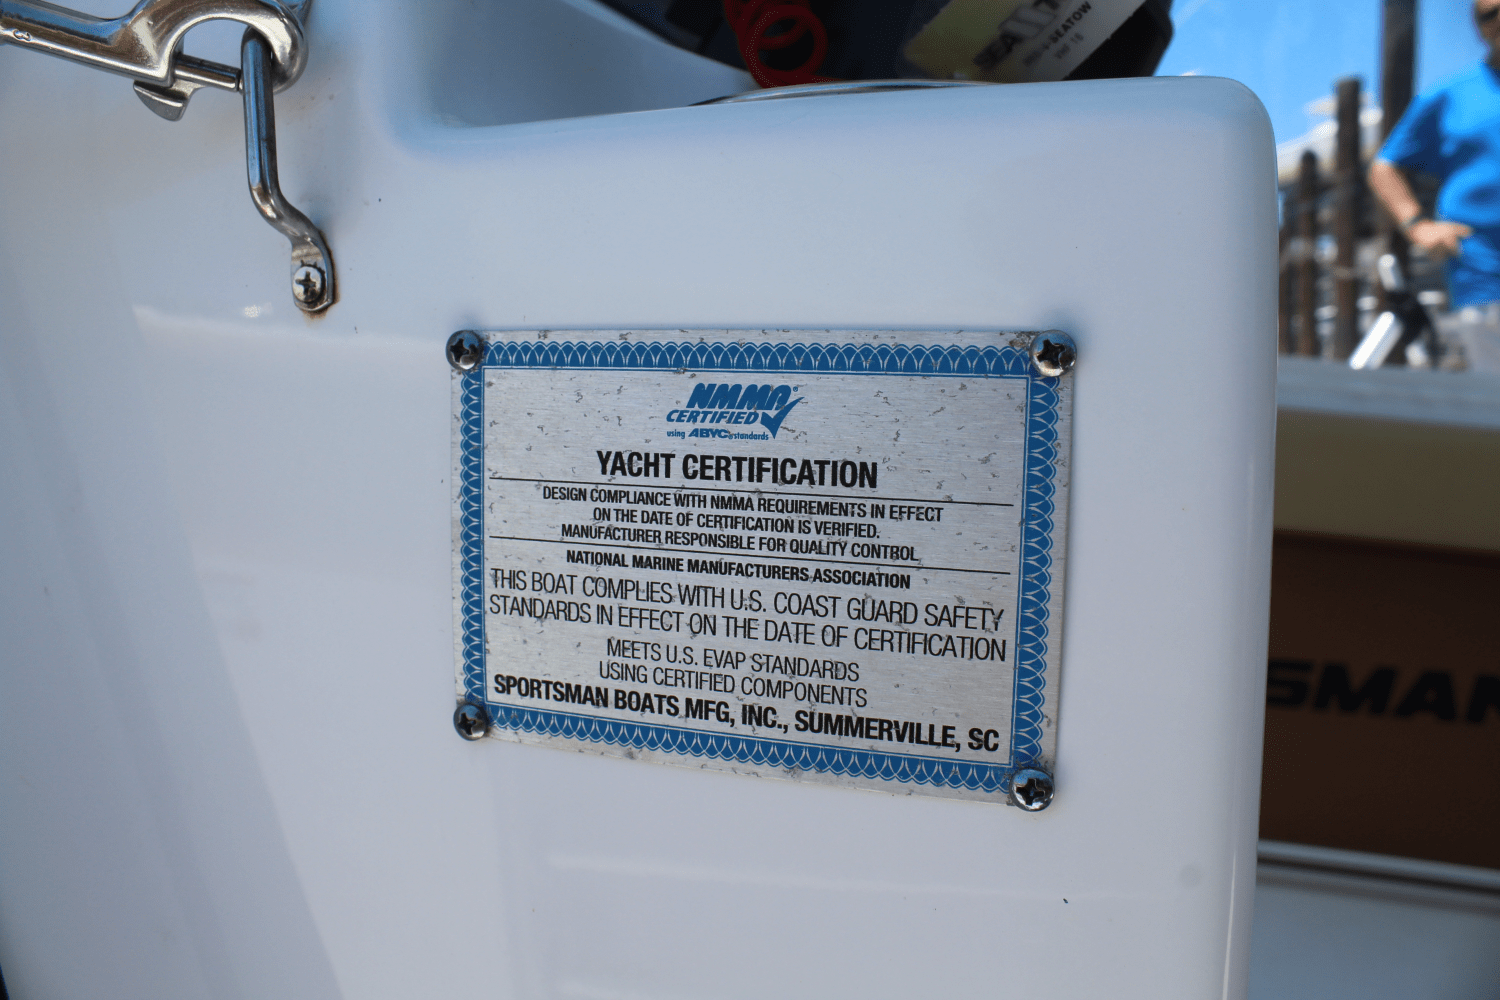 SEATOW
NMMA®
CERTIFIED
using ABYC standards
YACHT CERTIFICATION
DESIGN COMPLIANCE WITH NMMA REQUIREMENTS IN EFFECT
ON THE DATE OF CERTIFICATION IS VERIFIED.
MANUFACTURER RESPONSIBLE FOR QUALITY CONTROL
NATIONAL MARINE MANUFACTURERS ASSOCIATION
THIS BOAT COMPLIES WITH U.S. COAST GUARD SAFETY
STANDARDS IN EFFECT ON THE DATE OF CERTIFICATION
MEETS U.S. EVAP STANDARDS
USING CERTIFIED COMPONENTS
SPORTSMAN BOATS MFG, INC., SUMMERVILLE, SC
SMAN
3